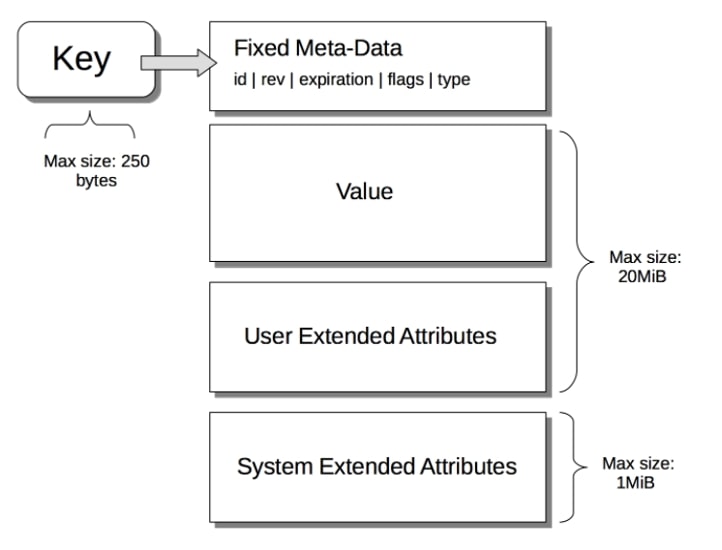 Key
Fixed Meta-Data
id | rev | expiration | flags | type
Max size: 250
bytes
Value
Max size:
20MiB
User Extended Attributes
System Extended Attributes
Max size:
1MiB